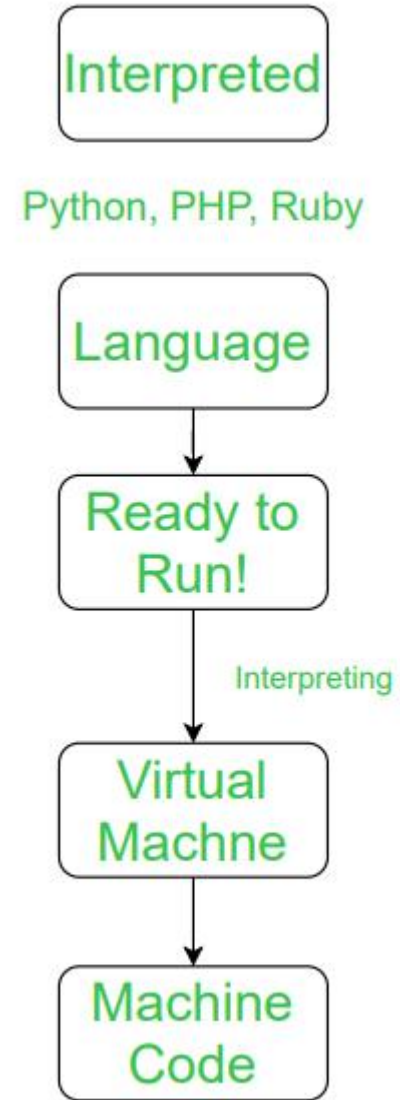 Interpreted
Python, PHP, Ruby
Language
Ready to
Run!
Interpreting
Virtual
Machne
Machine
Code